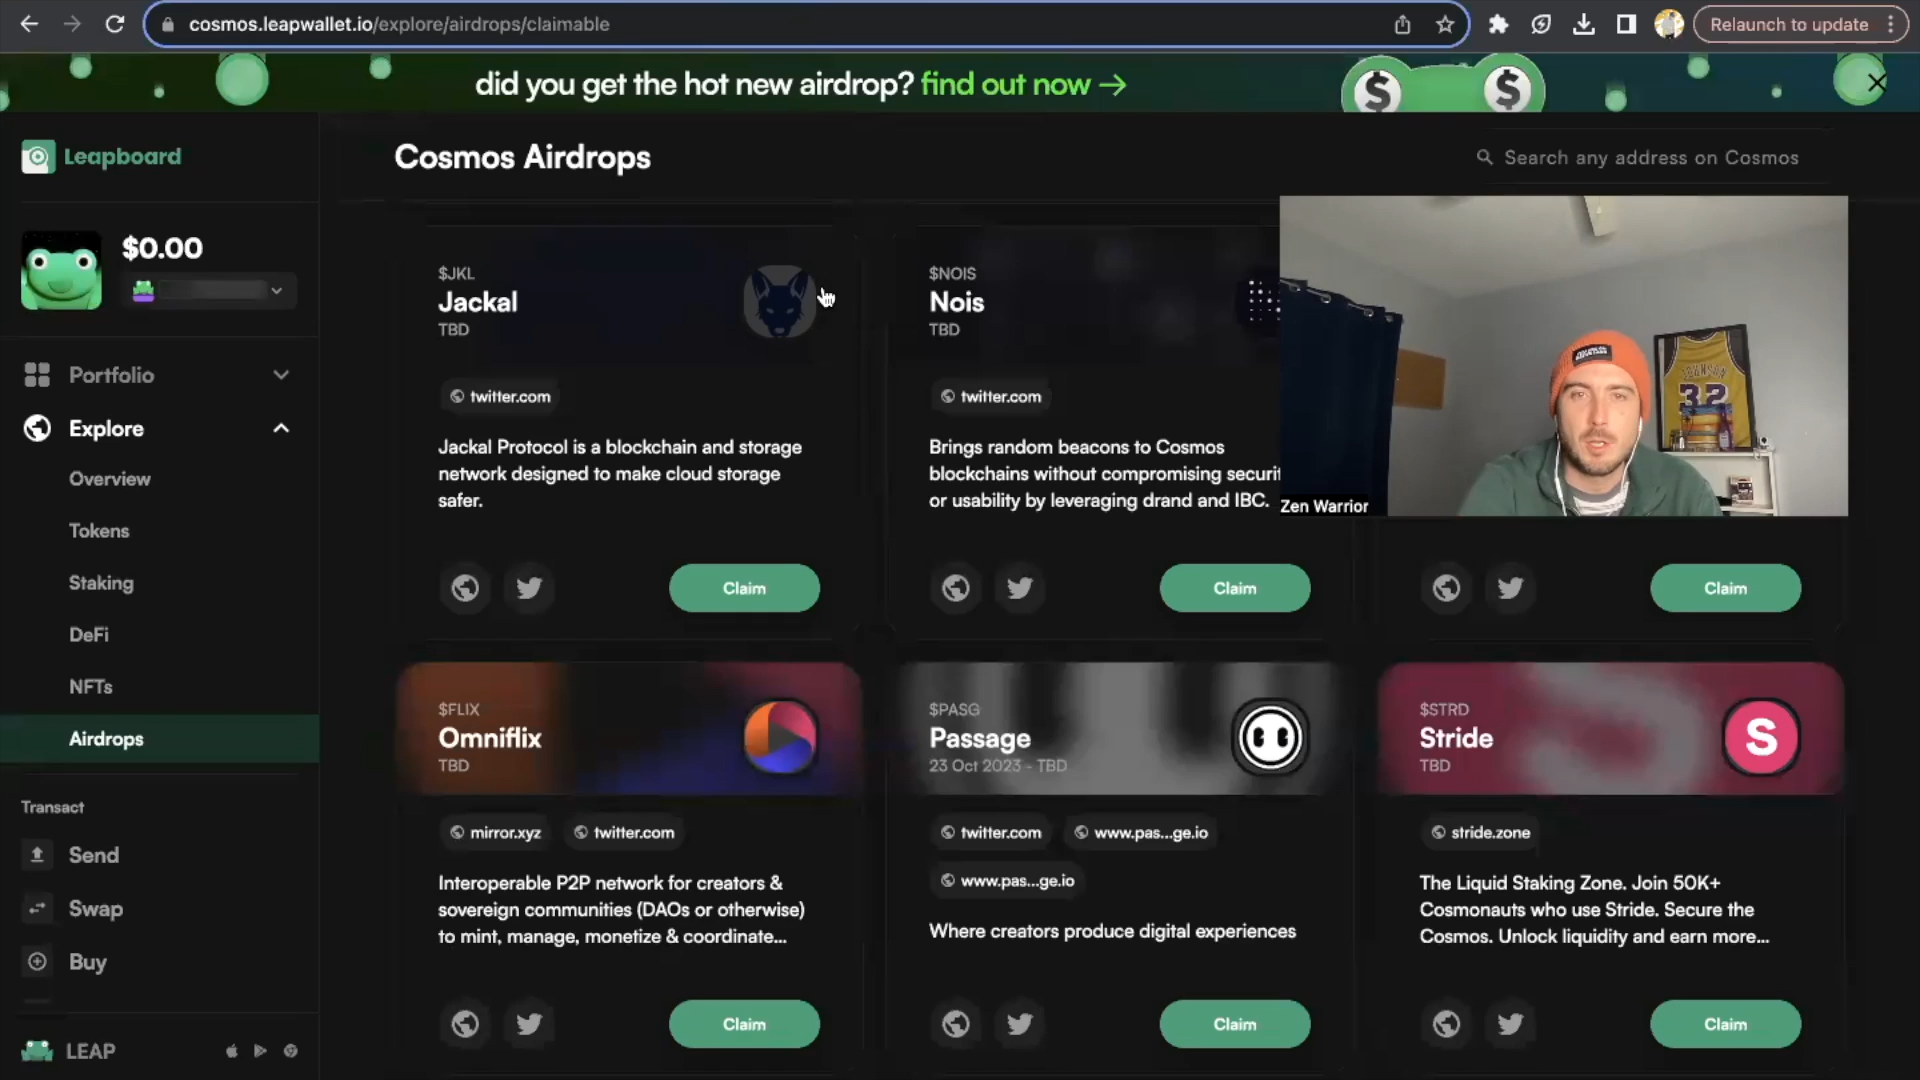 cosmos.leapwallet.io/explore/airdrops/claimable
Relaunch to update
did you get the hot new airdrop? find out now →
$ $
Leapboard
Cosmos Airdrops
Search any address on Cosmos
$0.00
Portfolio
Explore
Overview
Tokens
Staking
DeFi
NFTs
Airdrops
Transact
Send
Swap
Buy
LEAP
$JKL
Jackal
TBD
twitter.com
Jackal Protocol is a blockchain and storage
network designed to make cloud storage
safer.
Claim
$NOIS
Nois
TBD
twitter.com
Brings random beacons to Cosmos
blockchains without compromising securit
or usability by leveraging drand and IBC.
Claim
JOHNSON
32
Zen Warrior
Claim
$FLIX
Omniflix
TBD
mirror.xyz twitter.com
Interoperable P2P network for creators &
sovereign communities (DAOs or otherwise)
to mint, manage, monetize & coordinate...
Claim
$PASG
Passage
23 Oct 2023 - TBD
twitter.com www.pas...ge.io
www.pas...ge.io
Where creators produce digital experiences
Claim
$STRD
Stride
TBD
S
stride.zone
The Liquid Staking Zone. Join 50K+
Cosmonauts who use Stride. Secure the
Cosmos. Unlock liquidity and earn more...
Claim